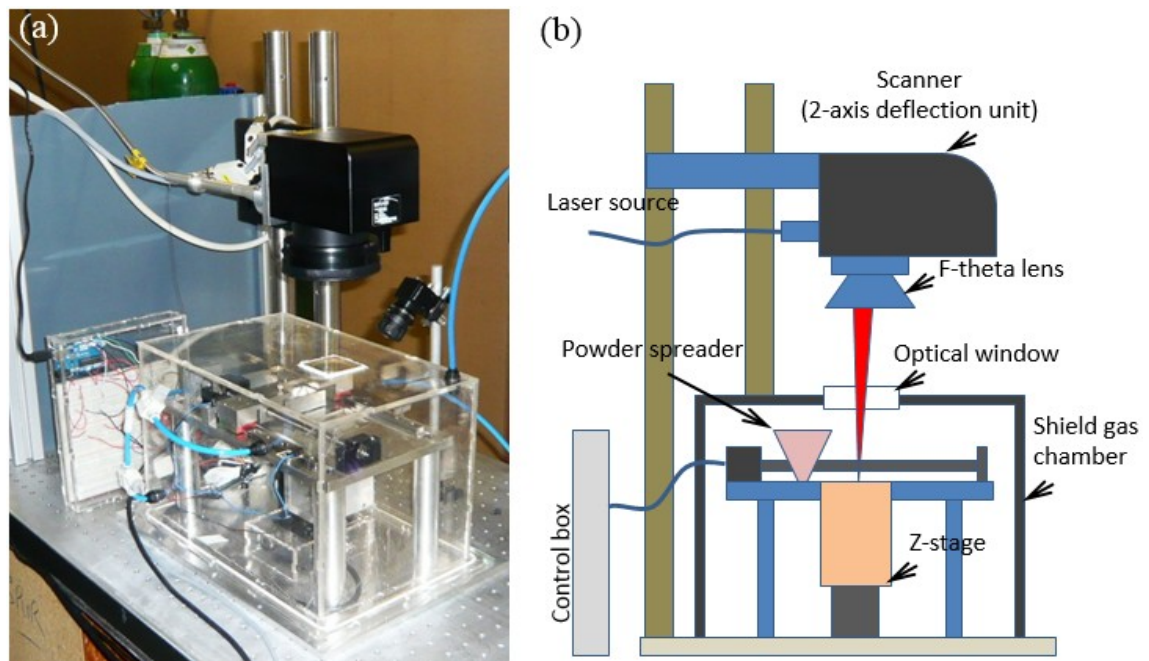 (a)
(b)
Scanner
(2-axis deflection unit)
Laser source
F-theta lens
Powder spreader
Optical window
Shield gas
chamber
Control box
Z-stage